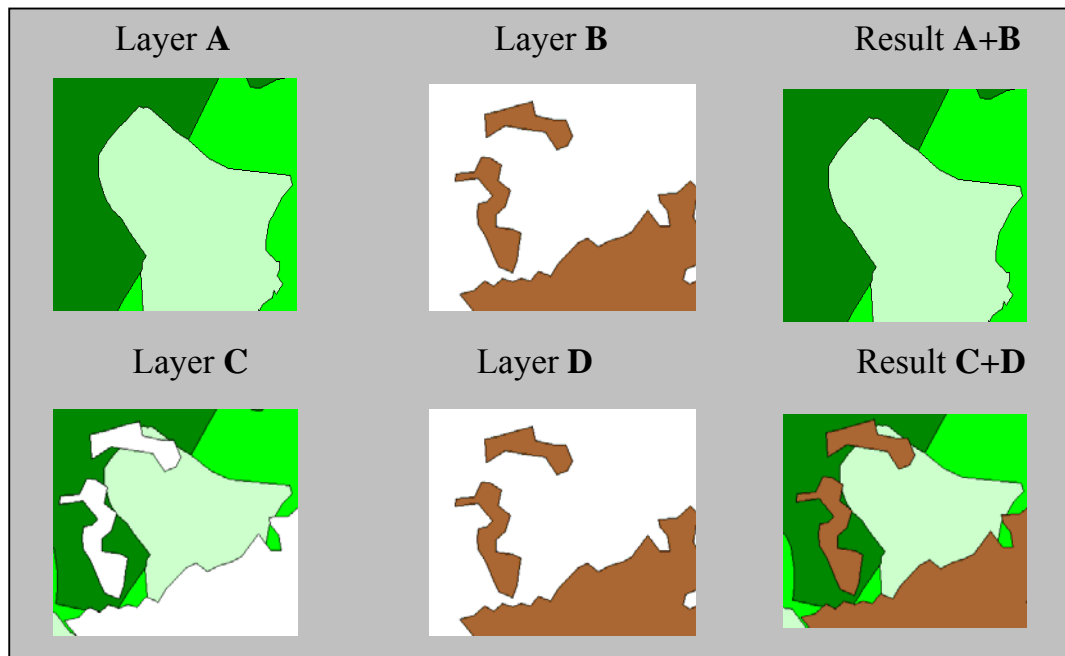 Layer A
Layer B
Result A+B
Layer C
Layer D
Result C+D